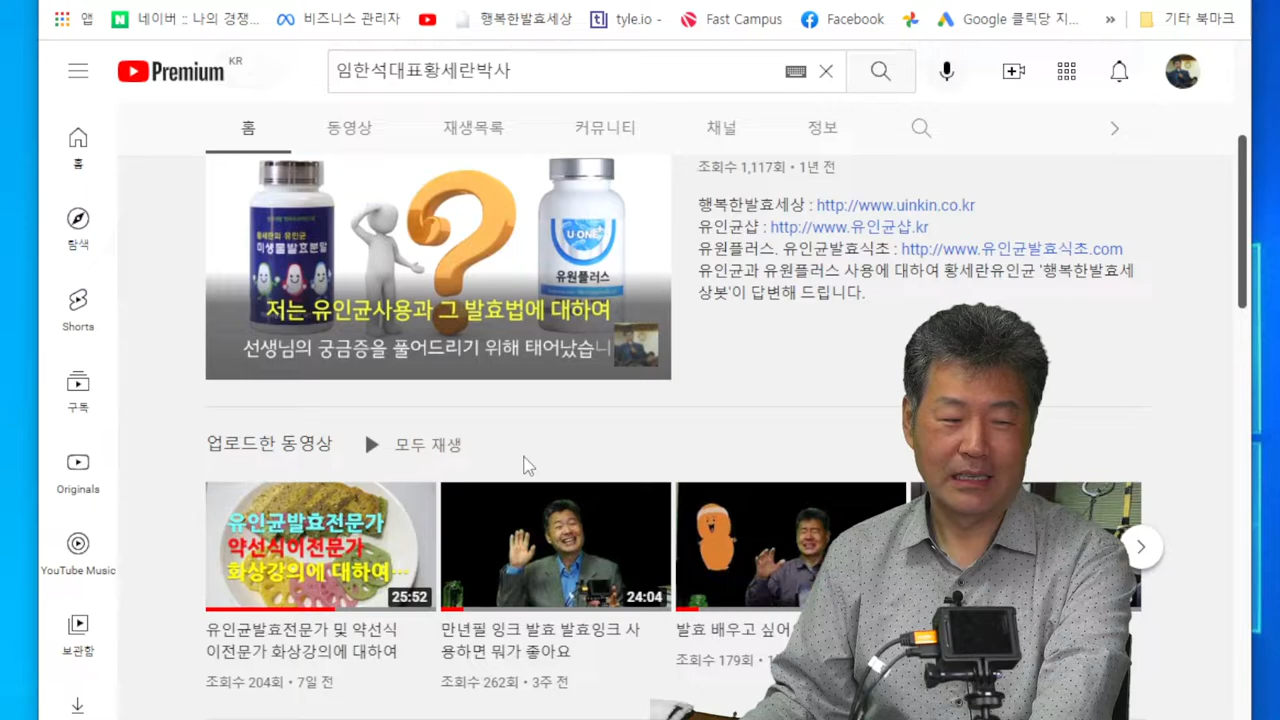 앱
네이버 :: 나의 경쟁...
비즈니스 관리자
행복한발효세상
tyle.io -
Fast Campus
Facebook
Google 클릭당 지...
»
기타 북마크
Premium KR
임한석대표황세란박사
홈
동영상
재생목록
커뮤니티
채널
정보
홈
탐색
Shorts
구독
Originals
YouTube Music
보관함
황세란의 유인균
미생물발효분말
U-ONE
유원플러스
저는 유인균사용과 그 발효법에 대하여
선생님의 궁금증을 풀어드리기 위해 태어났습니
조회수 1,117회 • 1년 전
행복한발효세상 : http://www.uinkin.co.kr
유인균샵 : http://www.유인균샵.kr
유원플러스. 유인균발효식초 : http://www.유인균발효식초.com
유인균과 유원플러스 사용에 대하여 황세란유인균 '행복한발효세
상봇'이 답변해 드립니다.
업로드한 동영상
모두 재생
유인균발효전문가
약선식이전문가
화상강의에 대하여...
25:52
24:04
유인균발효전문가 및 약선식
이전문가 화상강의에 대하여
조회수 204회 • 7일 전
만년필 잉크 발효 발효잉크 사
용하면 뭐가 좋아요
조회수 262회 • 3주 전
발효 배우고 싶어
조회수 179회 •